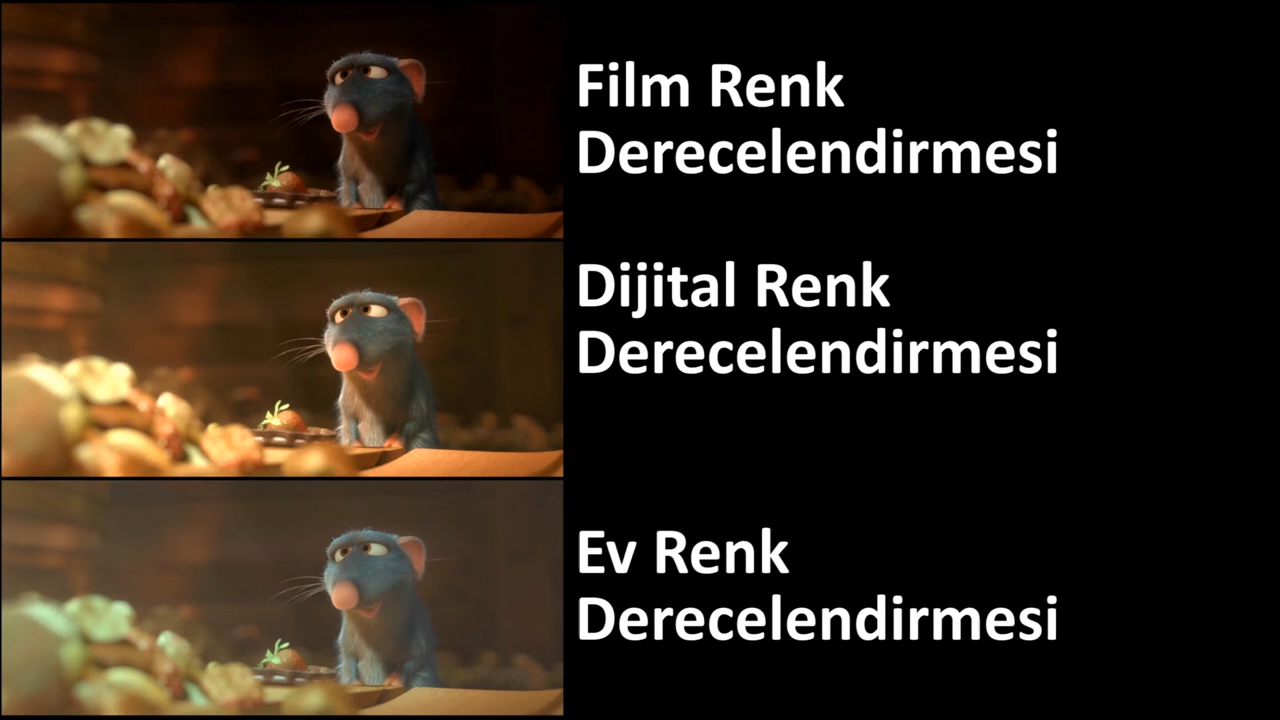 Film Renk
Derecelendirmesi
Dijital Renk
Derecelendirmesi
Ev Renk
Derecelendirmesi